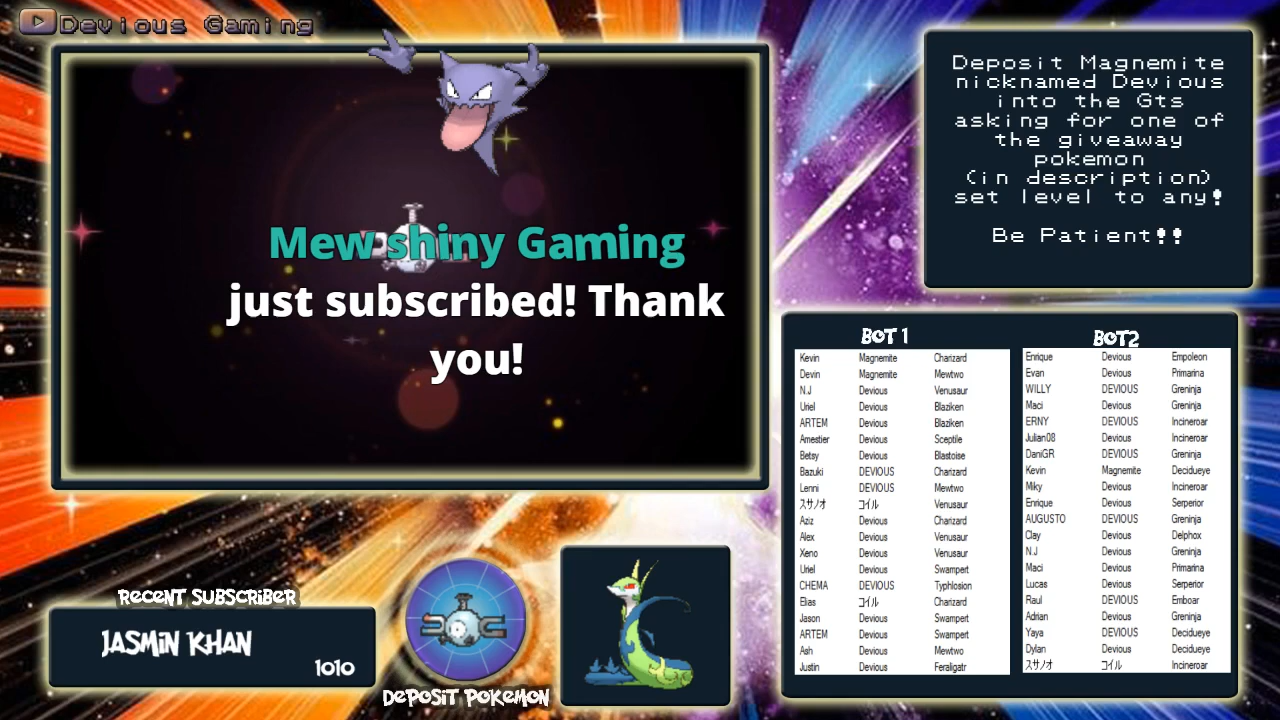 Devious Gaming
Mew shiny Gaming
just subscribed! Thank
you!
Deposit Magnemite
nicknamed Devious
into the Gts
asking for one of
the giveaway
pokemon
(in description)
set level to any!
Be Patient!!
BOT 1
Kevin Magnemite Charizard
Devin Magnemite Mewtwo
N.J Devious Venusaur
Uriel Devious Blaziken
ARTEM Devious Blaziken
Amestier Devious Sceptile
Betsy Devious Blastoise
Bazuki DEVIOUS Charizard
Lenni DEVIOUS Mewtwo
スサノオ コイル Venusaur
Aziz Devious Charizard
Alex Devious Venusaur
Xeno Devious Venusaur
Uriel Devious Swampert
CHEMA DEVIOUS Typhlosion
Elias コイル Charizard
Jason Devious Swampert
ARTEM Devious Swampert
Ash Devious Mewtwo
Justin Devious Feraligatr
BOT2
Enrique Devious Empoleon
Evan Devious Primarina
WILLY DEVIOUS Greninja
Maci Devious Greninja
ERNY DEVIOUS Incineroar
Julian08 Devious Incineroar
DaniGR DEVIOUS Greninja
Kevin Magnemite Decidueye
Miky Devious Incineroar
Enrique Devious Serperior
AUGUSTO DEVIOUS Greninja
Clay Devious Delphox
N.J Devious Greninja
Maci Devious Primarina
Lucas Devious Serperior
Raul DEVIOUS Emboar
Adrian Devious Greninja
Yaya DEVIOUS Decidueye
Dylan Devious Decidueye
スサノオ コイル Incineroar
RECENT SUBSCRIBER
JASMIN KHAN
1010
DEPOSIT POKEMON